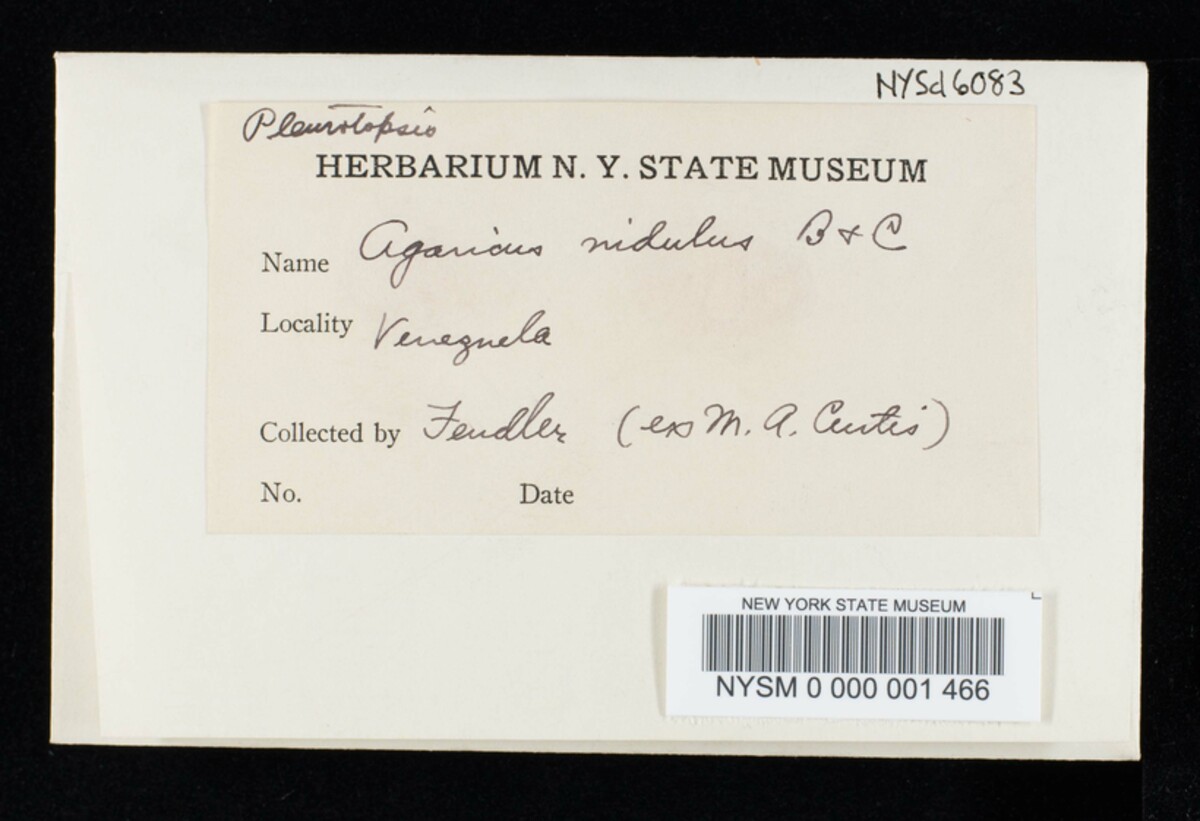 NYSd6083
Pleurotopsis
HERBARIUM N. Y. STATE MUSEUM
Name Agaricus nidulus B & C
Locality Venezuela
Collected by Fendler (ex M. A. Curtis)
No. Date
NEW YORK STATE MUSEUM
NYSM 0 000 001 466